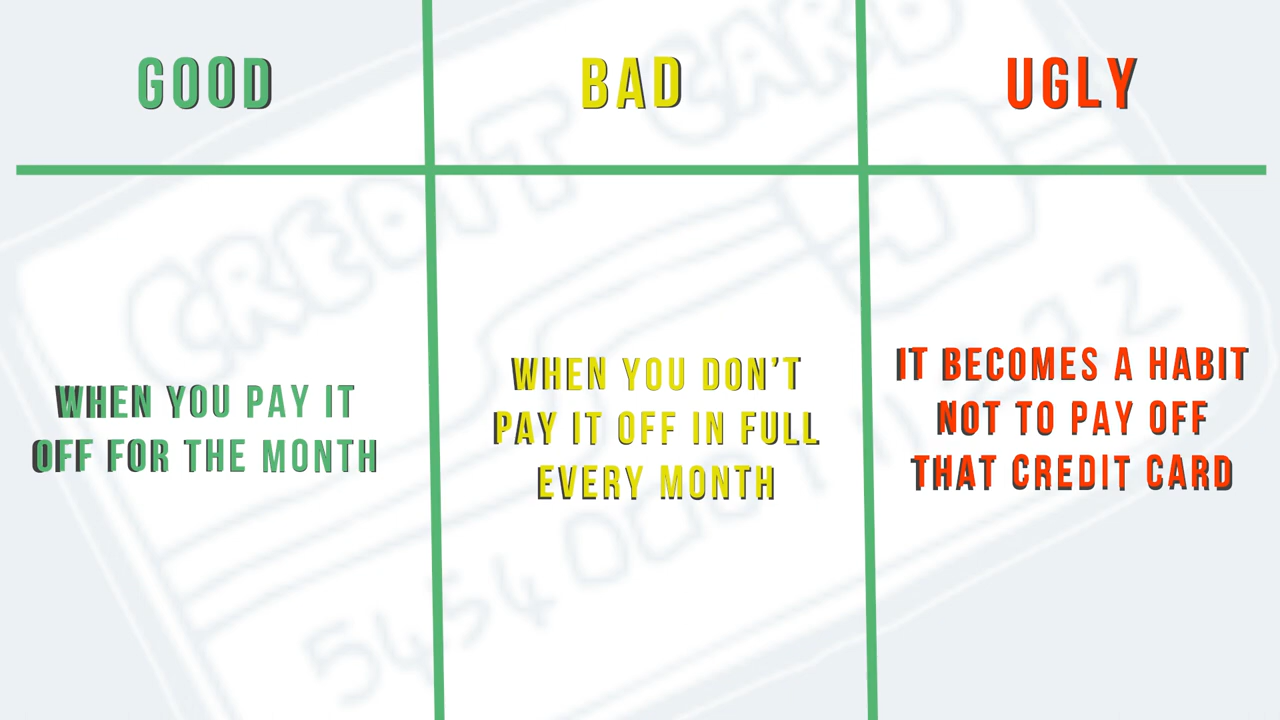 GOOD
BAD
UGLY
WHEN YOU PAY IT
OFF FOR THE MONTH
WHEN YOU DON'T
PAY IT OFF IN FULL
EVERY MONTH
IT BECOMES A HABIT
NOT TO PAY OFF
THAT CREDIT CARD
CREDIT CARD